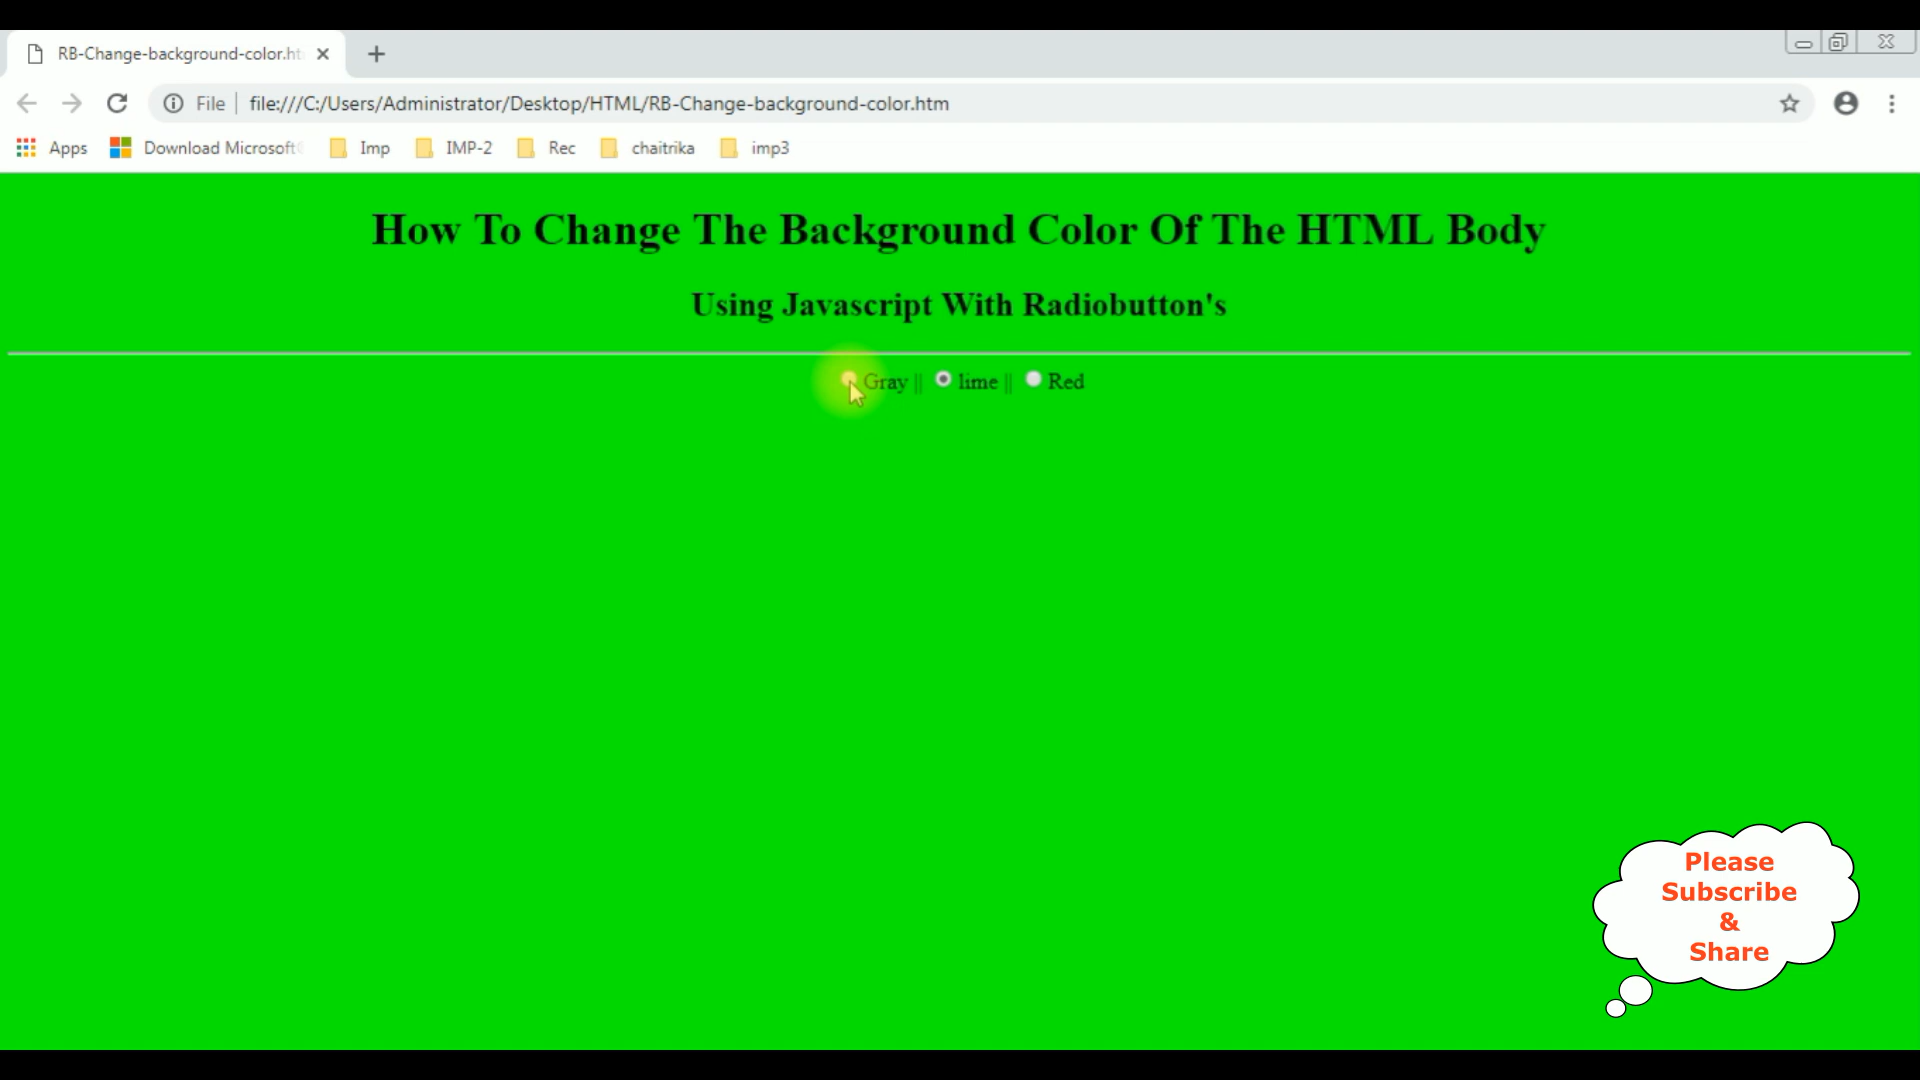 RB-Change-background-color.ht
File
file:///C:/Users/Administrator/Desktop/HTML/RB-Change-background-color.htm
Apps
Download Microsoft
Imp
IMP-2
Rec
chaitrika
imp3
How To Change The Background Color Of The HTML Body
Using Javascript With Radiobutton's
Gray || lime || Red
Please
Subscribe
&
Share